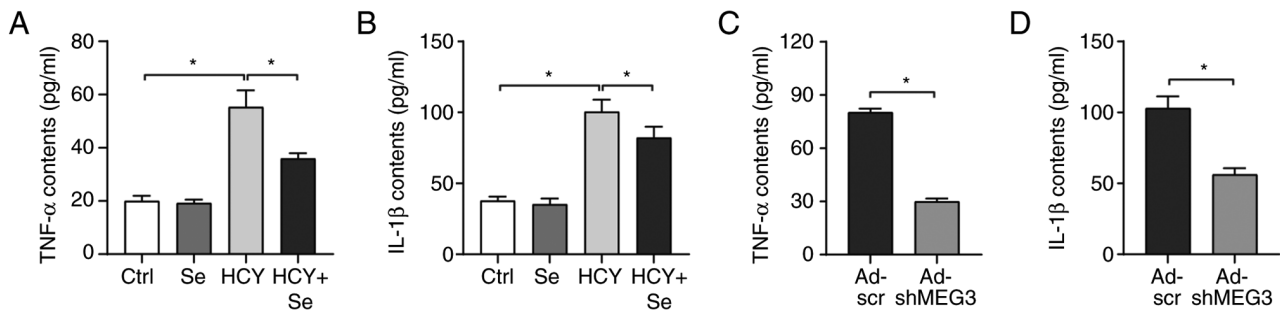 A
TNF-α contents (pg/ml)
80
60
40
20
0
*
*
Ctrl
Se
HCY
HCY+
Se
B
IL-1β contents (pg/ml)
150
100
50
0
*
*
Ctrl
Se
HCY
HCY+
Se
C
TNF-α contents (pg/ml)
120
90
60
30
0
*
Ad-
scr
Ad-
shMEG3
D
IL-1β contents (pg/ml)
150
100
50
0
*
Ad-
scr
Ad-
shMEG3